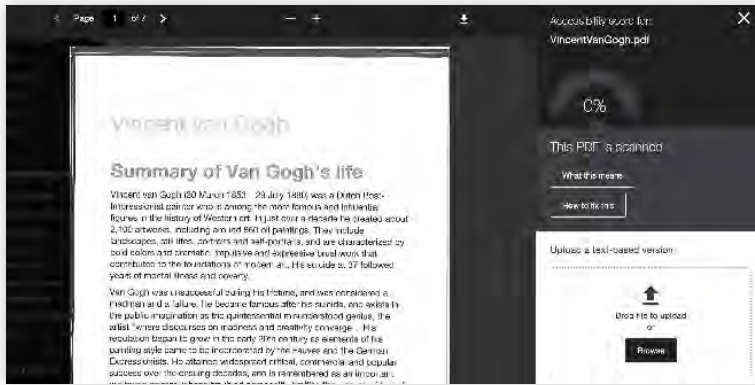 Page 1 of 7
Accessibility score for:
VincentVanGogh.pdf
0%
Vincent van Gogh
Summary of Van Gogh's life
Vincent van Gogh (30 March 1853 – 29 July 1890) was a Dutch Post-
Impressionist painter who is among the most famous and influential
figures in the history of Western art. In just over a decade he created about
2,100 artworks, including around 860 oil paintings. They include
landscapes, still lifes, portraits and self-portraits, and are characterized by
bold colors and dramatic, impulsive and expressive brushwork that
contributed to the foundations of modern art. His suicide at 37 followed
years of mental illness and poverty.
Van Gogh was unsuccessful during his lifetime, and was considered a
madman and a failure. He became famous after his suicide, and exists in
the public imagination as the quintessential misunderstood genius, the
artist "where discourses on madness and creativity converge". His
reputation began to grow in the early 20th century as elements of his
painting style came to be incorporated by the Fauves and the German
Expressionists. He attained widespread critical, commercial and popular
success over the ensuing decades, and is remembered as an important
This PDF is scanned
What this means
How to fix this
Upload a text-based version
Drop file to upload
or
Browse